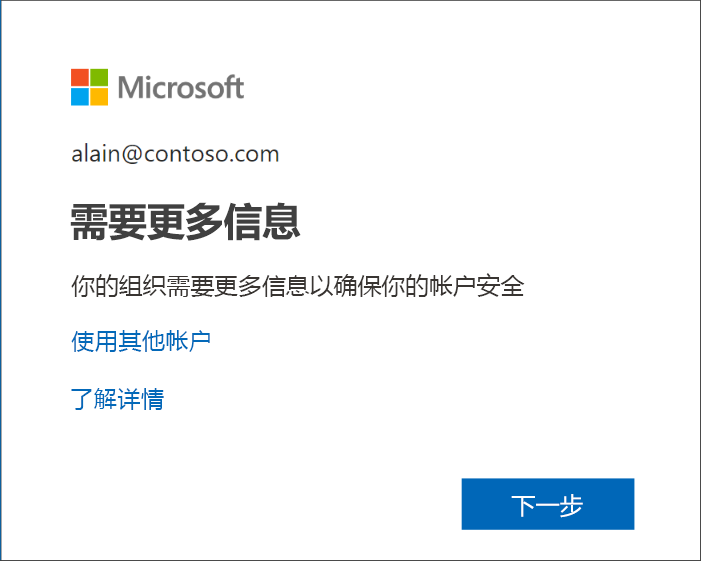 Microsoft
alain@contoso.com
需要更多信息
你的组织需要更多信息以确保你的帐户安全
使用其他帐户
了解详情
下一步